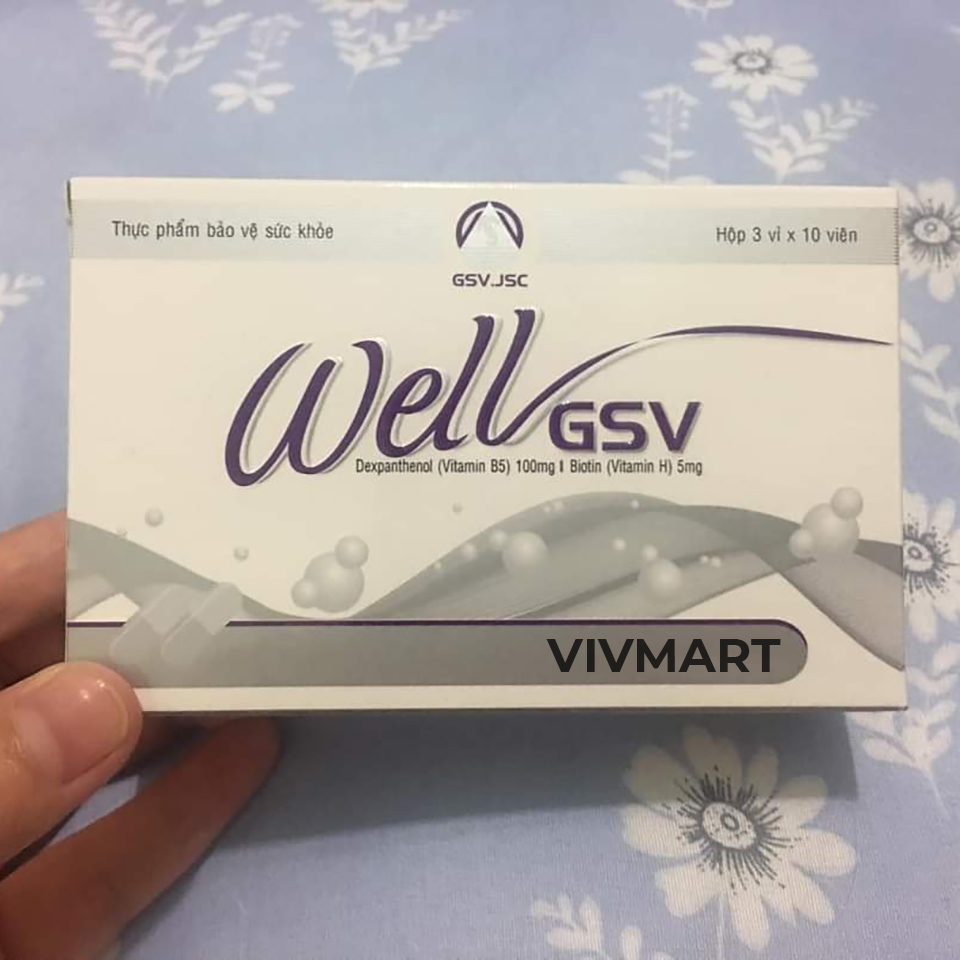 Thực phẩm bảo vệ sức khỏe
Hộp 3 vỉ x 10 viên
GSV.JSC
Well GSV
Dexpanthenol (Vitamin B5) 100mg I Biotin (Vitamin H) 5mg
VIVMART